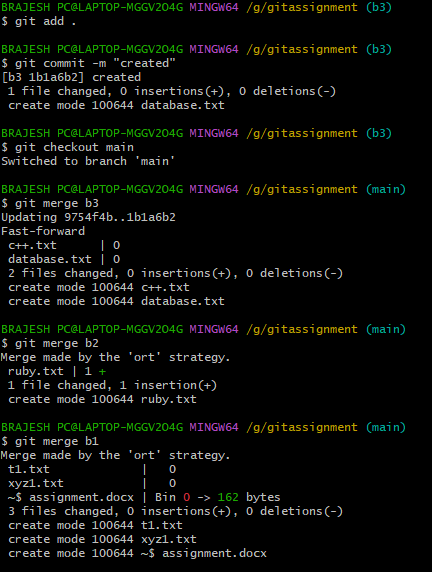 BRAJESH PC@LAPTOP-MGGV2O4G MINGW64 /g/gitassignment (b3)
$ git add .
BRAJESH PC@LAPTOP-MGGV2O4G MINGW64 /g/gitassignment (b3)
$ git commit -m "created"
[b3 1b1a6b2] created
1 file changed, 0 insertions(+), 0 deletions(-)
create mode 100644 database.txt
BRAJESH PC@LAPTOP-MGGV2O4G MINGW64 /g/gitassignment (b3)
$ git checkout main
Switched to branch 'main'
BRAJESH PC@LAPTOP-MGGV2O4G MINGW64 /g/gitassignment (main)
$ git merge b3
Updating 9754f4b..1b1a6b2
Fast-forward
c++.txt | 0
database.txt | 0
2 files changed, 0 insertions(+), 0 deletions(-)
create mode 100644 c++.txt
create mode 100644 database.txt
BRAJESH PC@LAPTOP-MGGV2O4G MINGW64 /g/gitassignment (main)
$ git merge b2
Merge made by the 'ort' strategy.
ruby.txt | 1 +
1 file changed, 1 insertion(+)
create mode 100644 ruby.txt
BRAJESH PC@LAPTOP-MGGV2O4G MINGW64 /g/gitassignment (main)
$ git merge b1
Merge made by the 'ort' strategy.
t1.txt | 0
xyz1.txt | 0
~$ assignment.docx | Bin 0 -> 162 bytes
3 files changed, 0 insertions(+), 0 deletions(-)
create mode 100644 t1.txt
create mode 100644 xyz1.txt
create mode 100644 ~$ assignment.docx